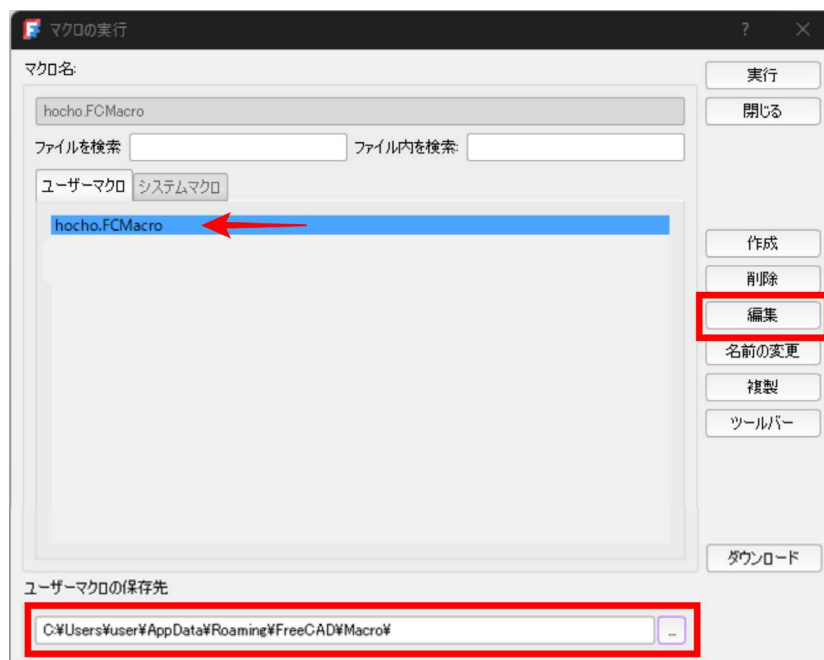 マクロの実行
マクロ名:
実行
hocho.FCMacro
閉じる
ファイルを検索
ファイル内を検索:
ユーザーマクロ システムマクロ
hocho.FCMacro
作成
削除
編集
名前の変更
複製
ツールバー
ダウンロード
ユーザーマクロの保存先
C:¥Users¥user¥AppData¥Roaming¥FreeCAD¥Macro¥
...